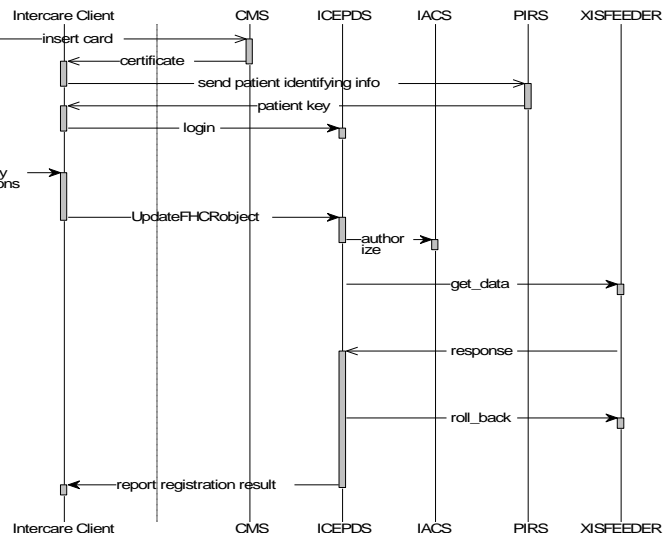 Intercare Client CMS ICEPDS IACS PIRS XISFEEDER
insert card
certificate
send patient identifying info
patient key
login
UpdateFHCRobject
author
ize
get_data
response
roll_back
report registration result
Intercare Client CMS ICEPDS IACS PIRS XISFEEDER